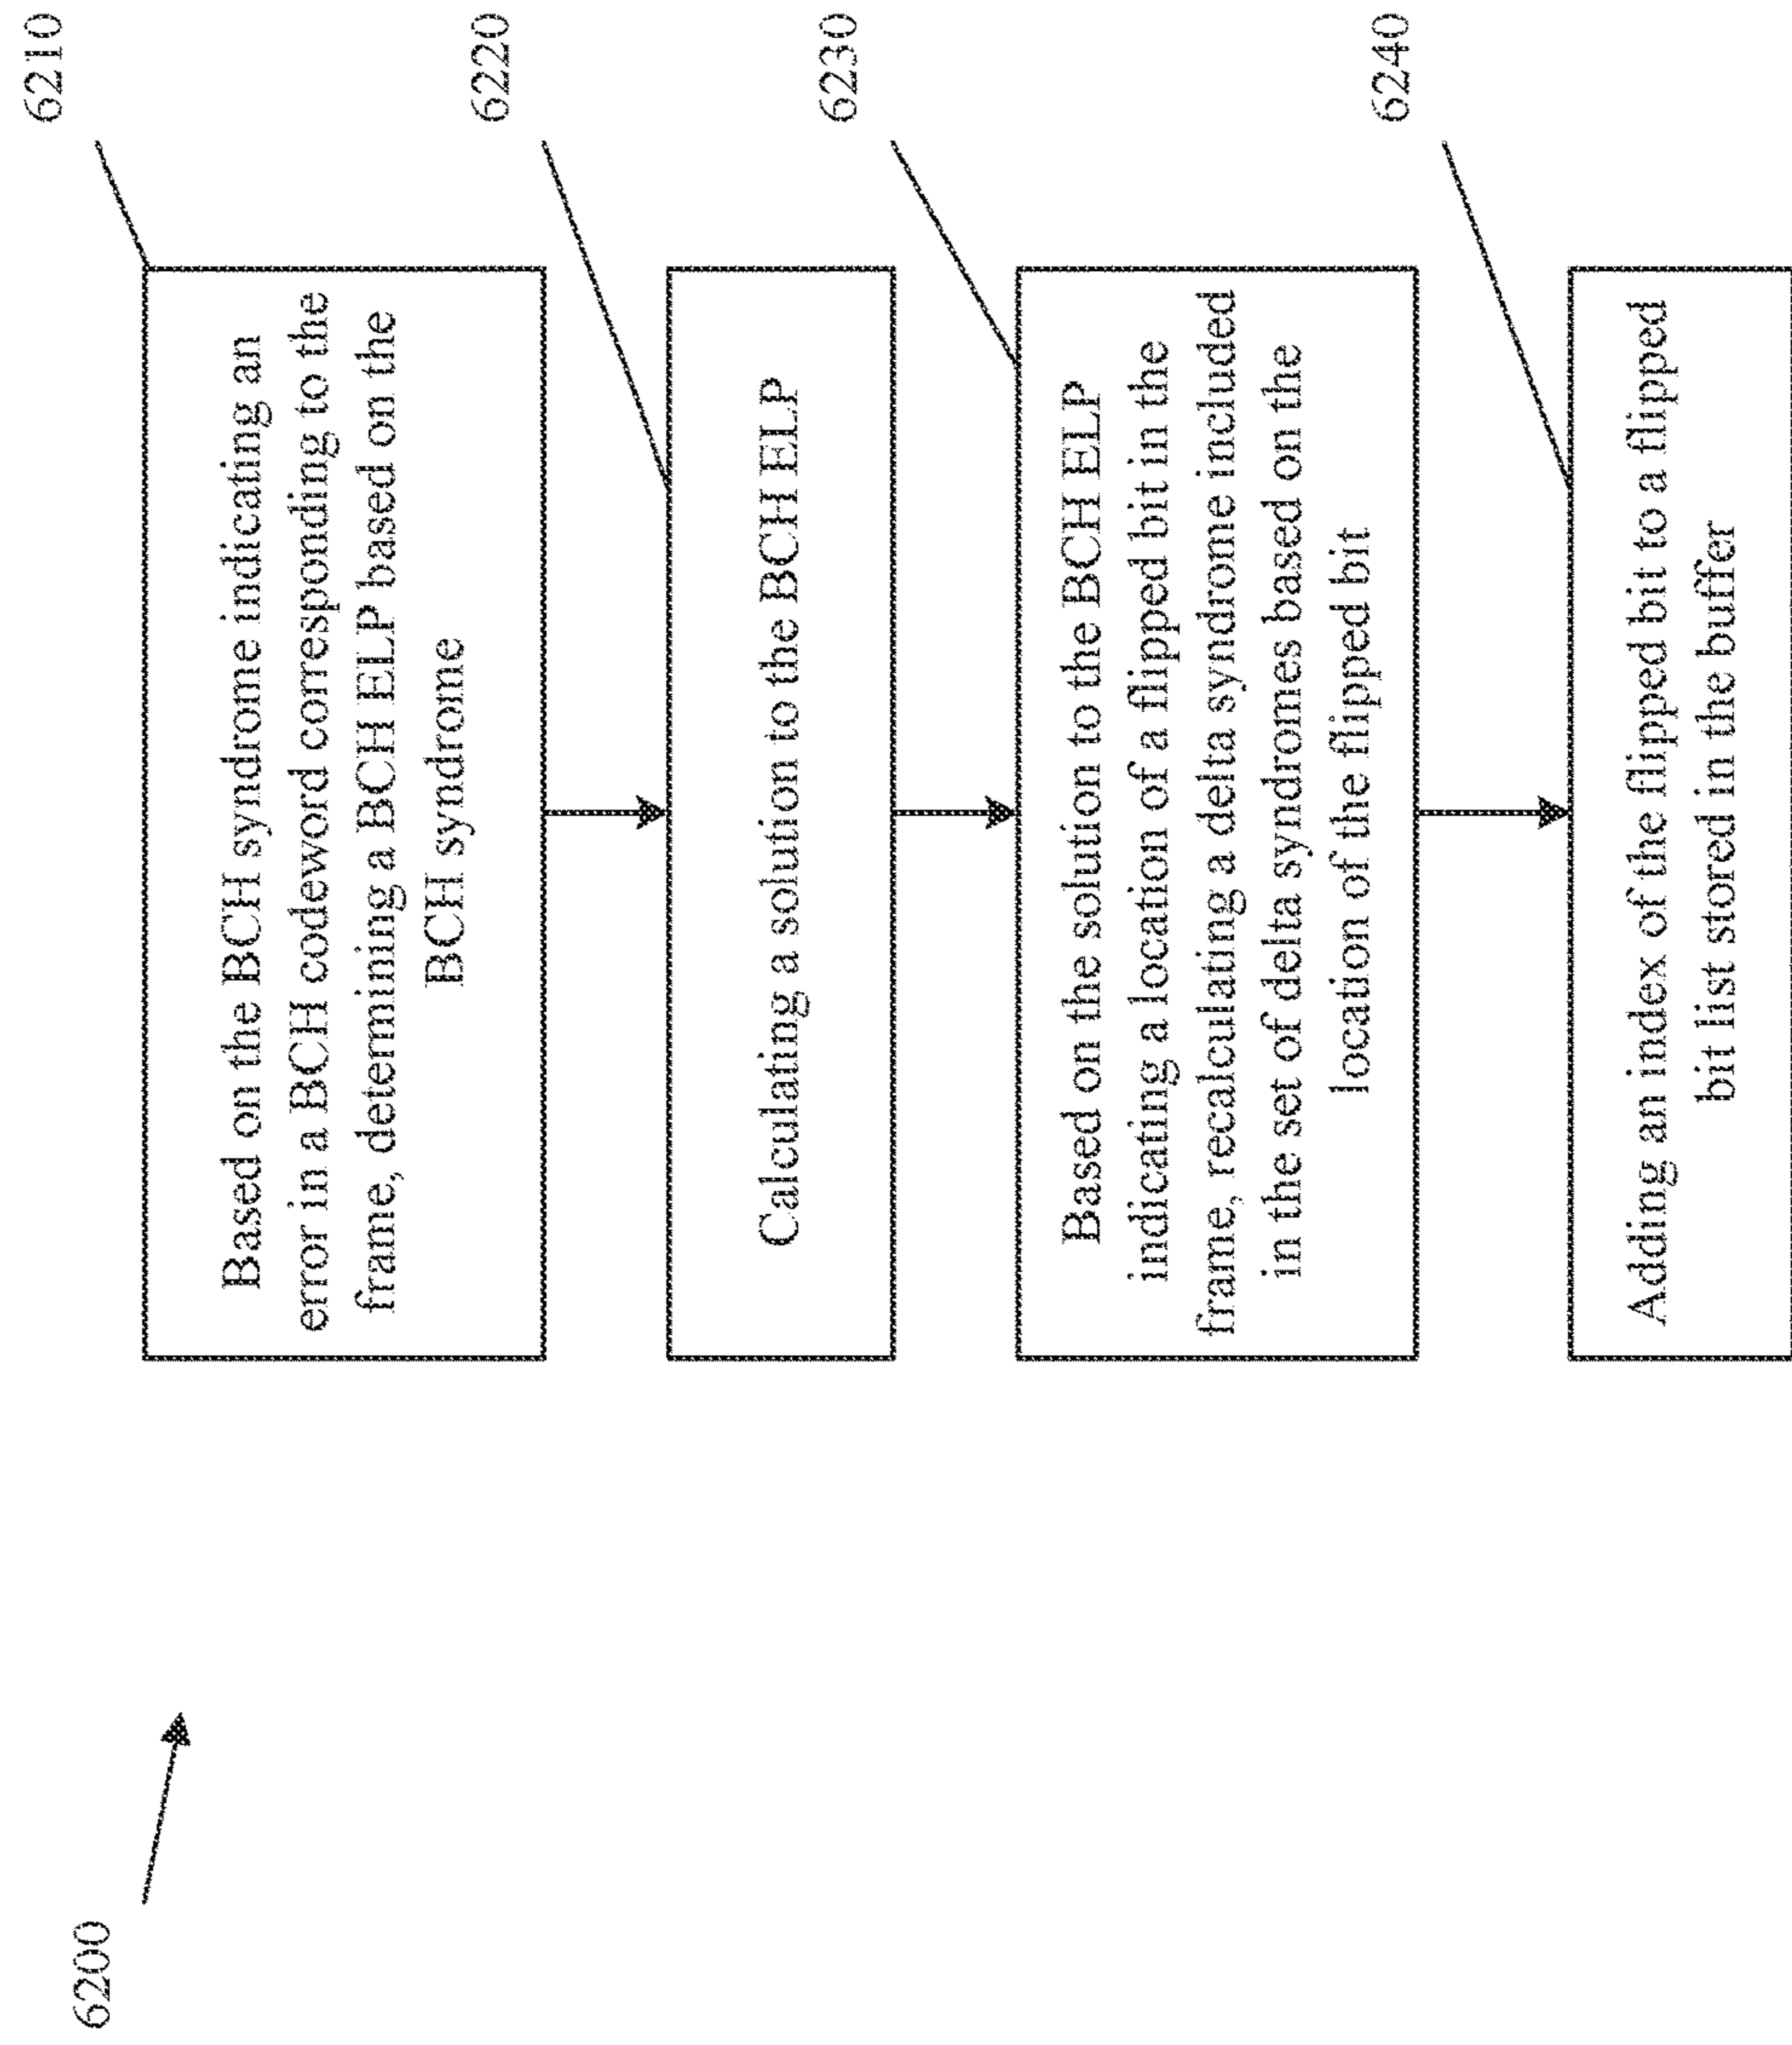 6200
6210
Based on the BCH syndrome indicating an
error in a BCH codeword corresponding to the
frame, determining a BCH ELP based on the
BCH syndrome
6220
Calculating a solution to the BCH ELP
6230
Based on the solution to the BCH ELP
indicating a location of a flipped bit in the
frame, recalculating a delta syndrome included
in the set of delta syndromes based on the
location of the flipped bit
6240
Adding an index of the flipped bit to a flipped
bit list stored in the buffer